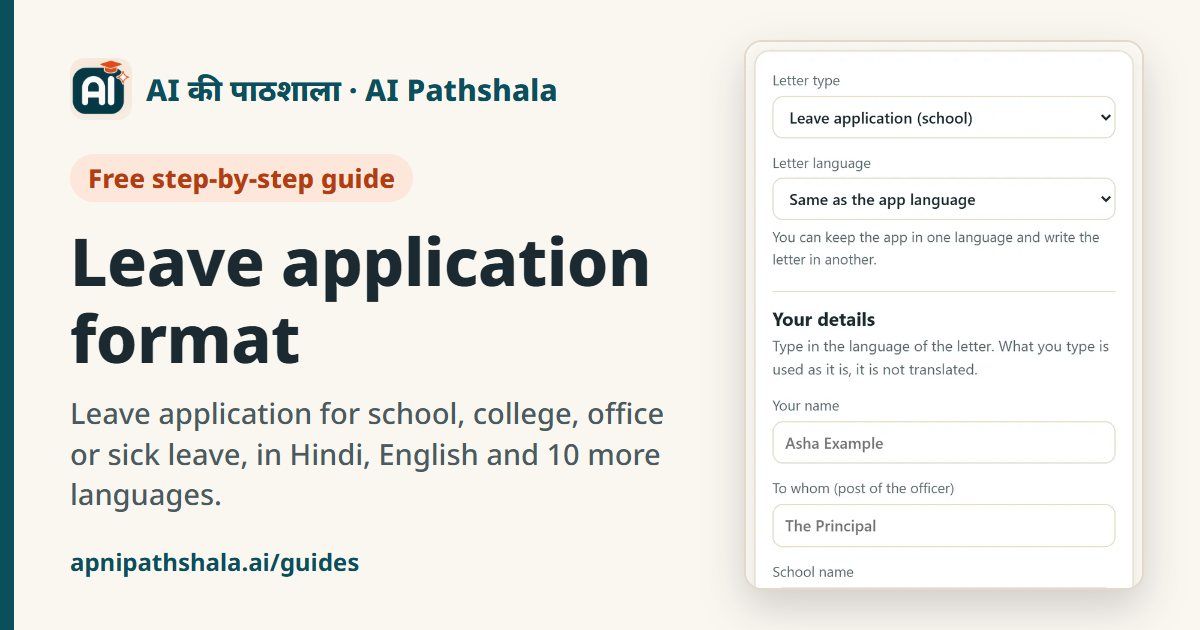 AI
AI की पाठशाला · AI Pathshala
Free step-by-step guide
Leave application
format
Leave application for school, college, office
or sick leave, in Hindi, English and 10 more
languages.
apnipathshala.ai/guides
Letter type
Leave application (school)
Letter language
Same as the app language
You can keep the app in one language and write the
letter in another.
Your details
Type in the language of the letter. What you type is
used as it is, it is not translated.
Your name
Asha Example
To whom (post of the officer)
The Principal
School name